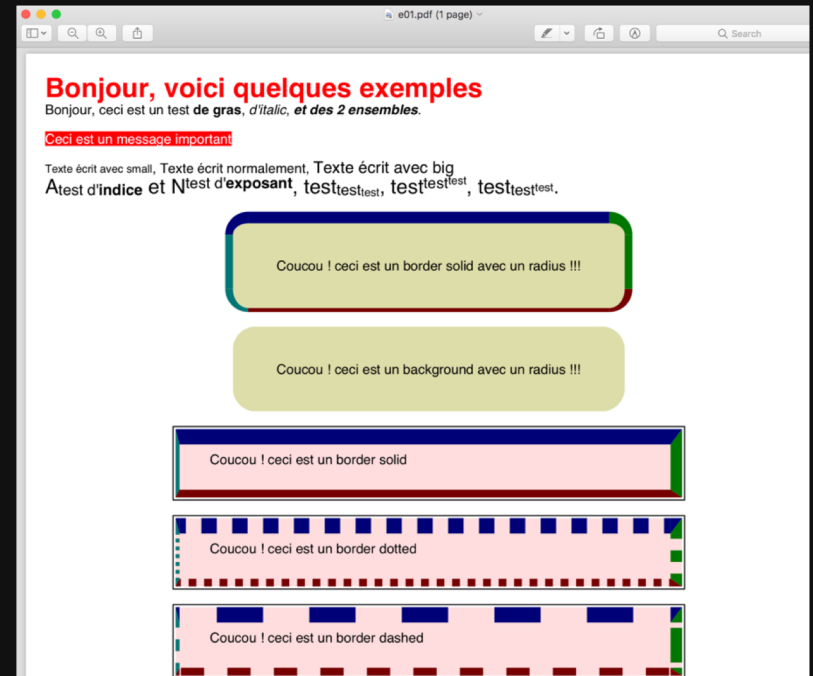 e01.pdf (1 page)
Search
Bonjour, voici quelques exemples
Bonjour, ceci est un test de gras, d'italic, et des 2 ensembles.
Ceci est un message important
Texte écrit avec small, Texte écrit normalement, Texte écrit avec big
Atest d'indice et Ntest d'exposant, testtesttest, testtesttest, testtesttest.
Coucou ! ceci est un border solid avec un radius !!!
Coucou ! ceci est un background avec un radius !!!
Coucou ! ceci est un border solid
Coucou ! ceci est un border dotted
Coucou ! ceci est un border dashed